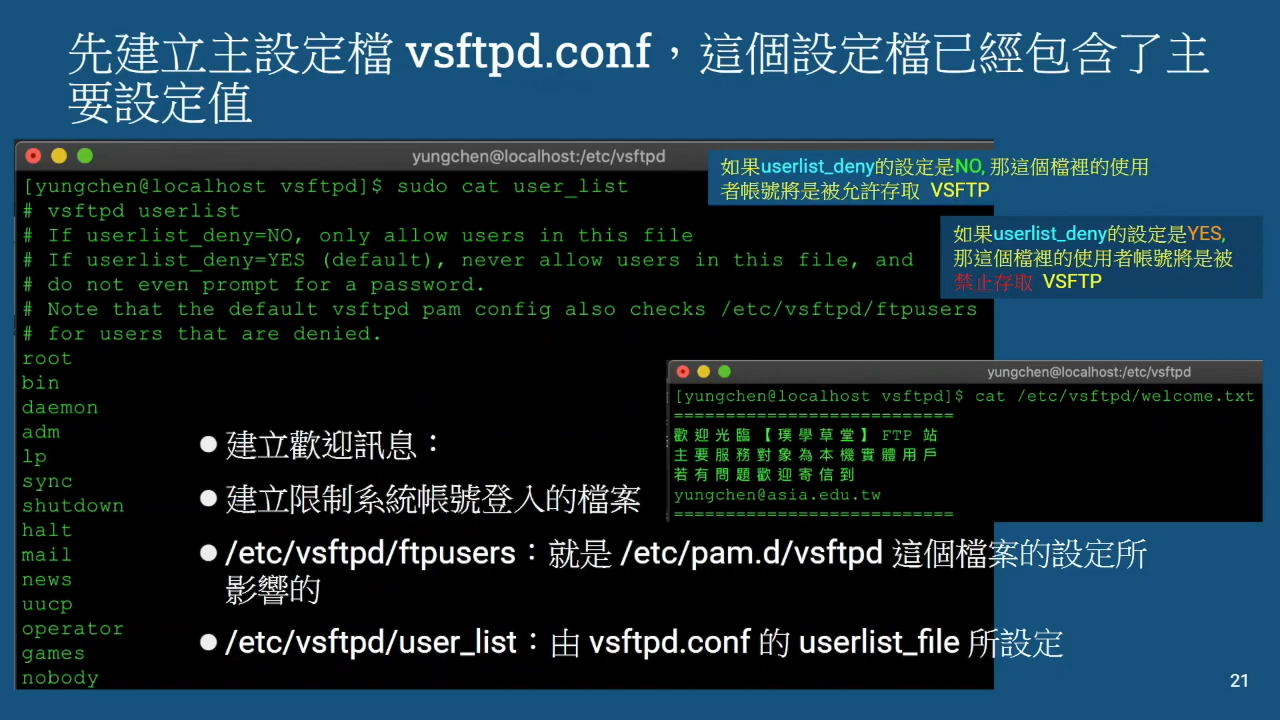 先建立主設定檔 vsftpd.conf，這個設定檔已經包含了主
要設定值
yungchen@localhost:/etc/vsftpd
[yungchen@localhost vsftpd]$ sudo cat user_list
# vsftpd userlist
# If userlist_deny=NO, only allow users in this file
# If userlist_deny=YES (default), never allow users in this file, and
# do not even prompt for a password.
# Note that the default vsftpd pam config also checks /etc/vsftpd/ftpusers
# for users that are denied.
root
bin
daemon
adm
lp
sync
shutdown
halt
mail
news
uucp
operator
games
nobody
如果userlist_deny的設定是NO, 那這個檔裡的使用
者帳號將是被允許存取 VSFTP
如果userlist_deny的設定是YES,
那這個檔裡的使用者帳號將是被
禁止存取 VSFTP
yungchen@localhost:/etc/vsftpd
[yungchen@localhost vsftpd]$ cat /etc/vsftpd/welcome.txt
============================
歡迎光臨【璞學草堂】FTP 站
主要服務對象為本機實體用戶
若有問題歡迎寄信到
yungchen@asia.edu.tw
============================
● 建立歡迎訊息：
● 建立限制系統帳號登入的檔案
● /etc/vsftpd/ftpusers：就是 /etc/pam.d/vsftpd 這個檔案的設定所
影響的
● /etc/vsftpd/user_list：由 vsftpd.conf 的 userlist_file 所設定
21